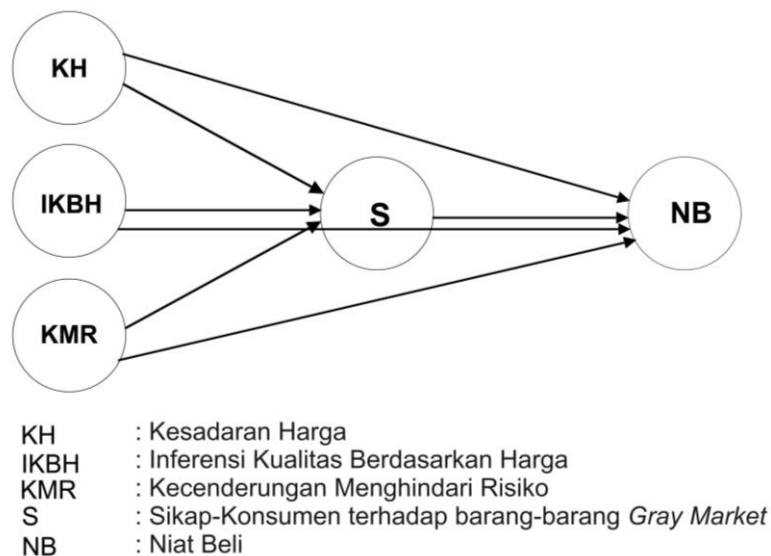 KH
IKBH
S
NB
KMR
KH : Kesadaran Harga
IKBH : Inferensi Kualitas Berdasarkan Harga
KMR : Kecenderungan Menghindari Risiko
S : Sikap-Konsumen terhadap barang-barang Gray Market
NB : Niat Beli